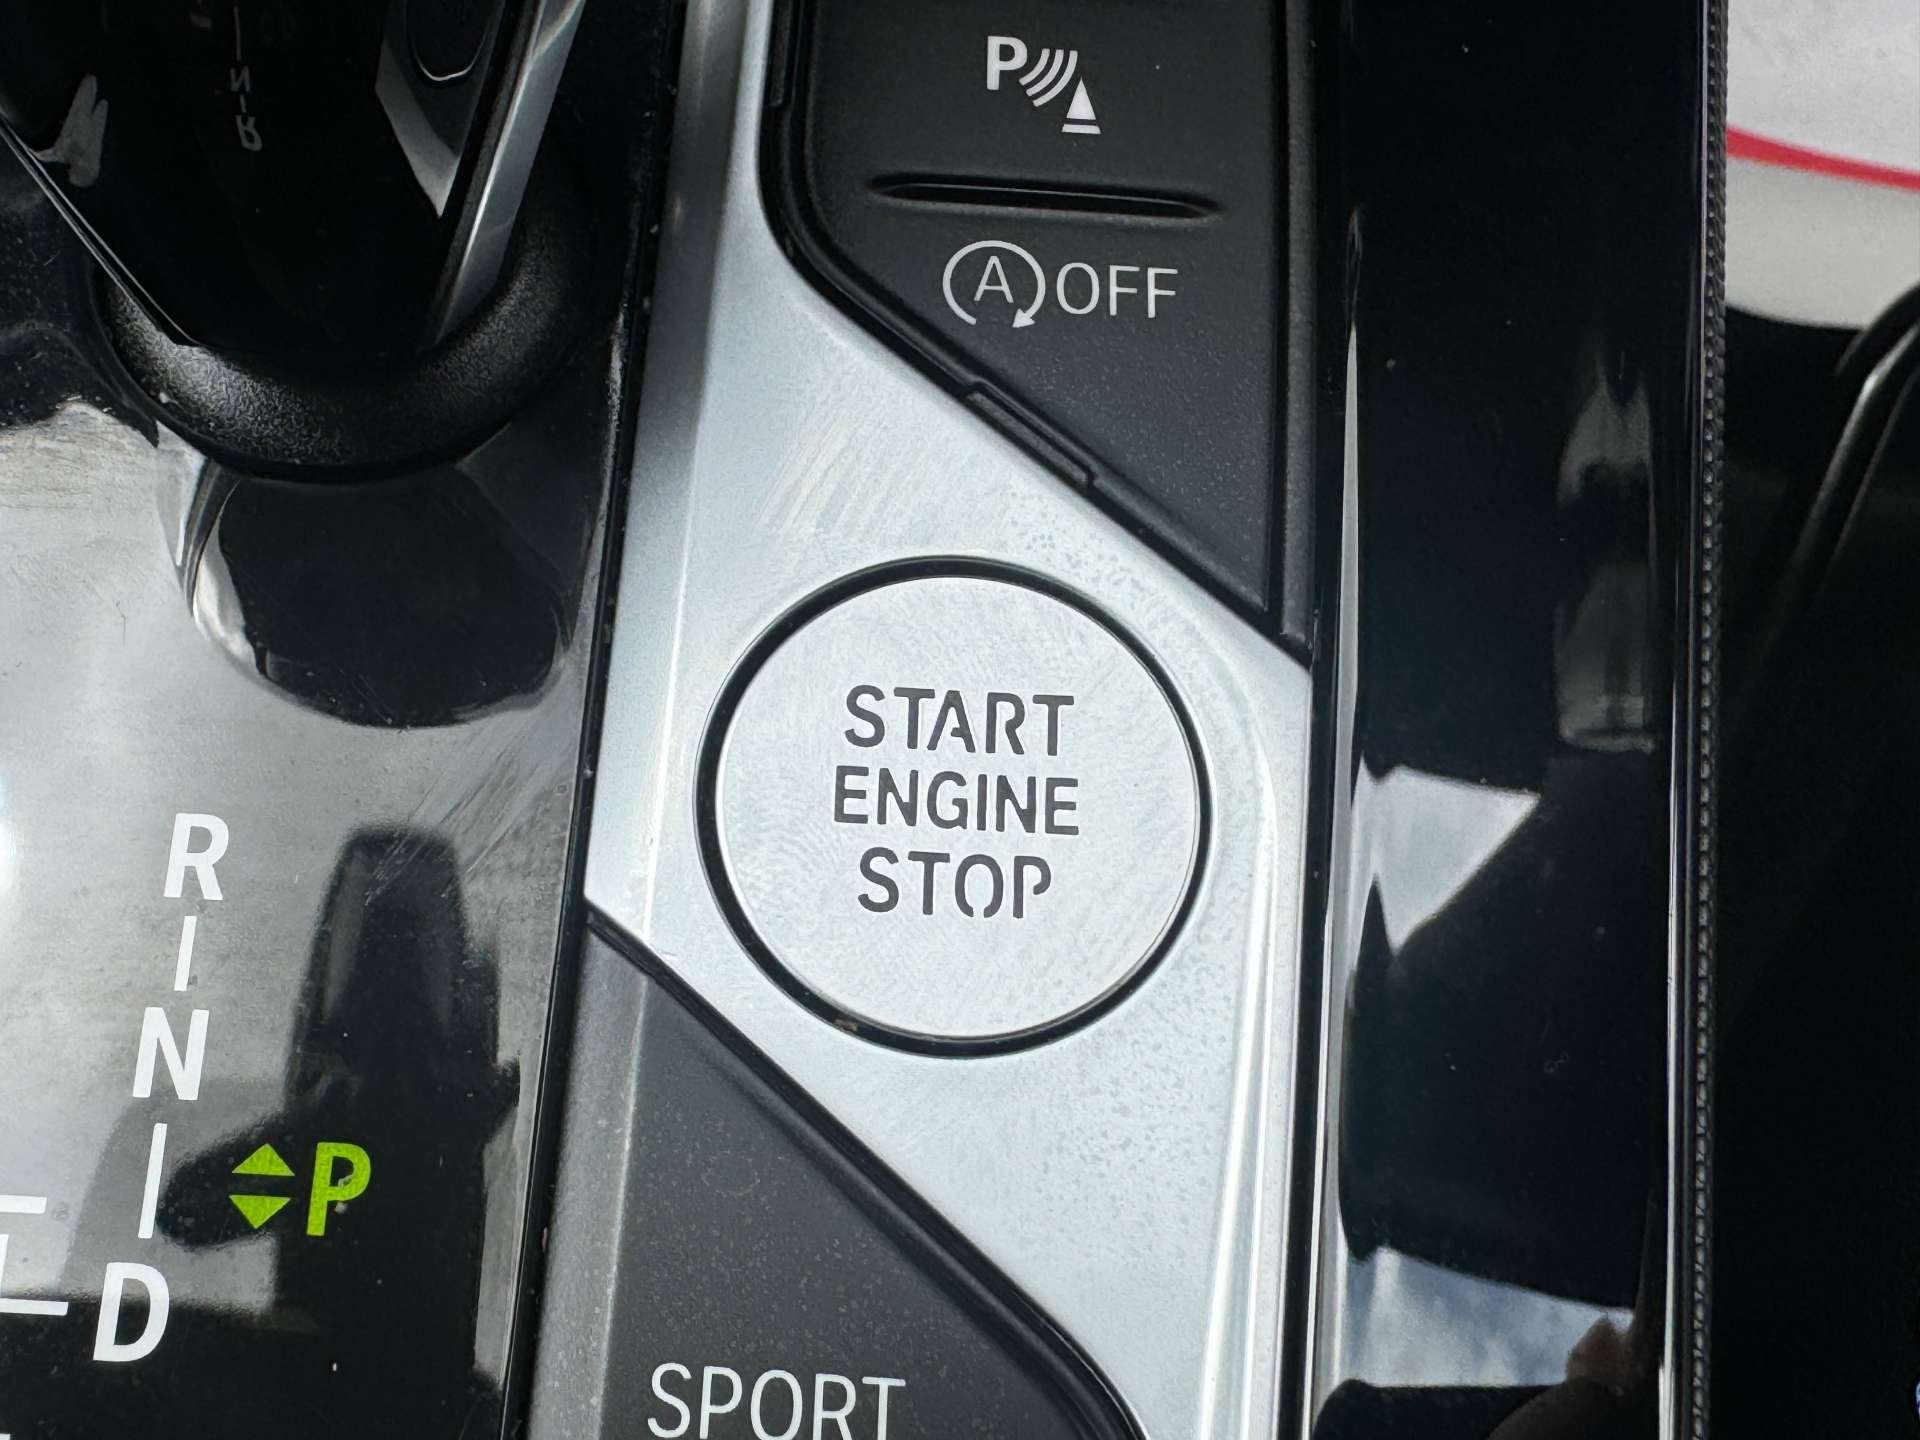 P
A OFF
START
ENGINE
STOP
R
N
P
D
SPORT